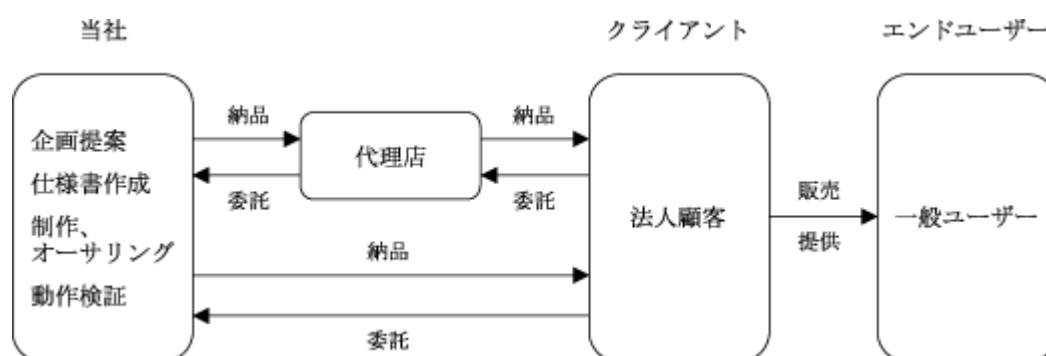 当社
クライアント
エンドユーザー
企画提案
仕様書作成
制作、
オーサリング
動作検証
納品
委託
代理店
納品
委託
納品
委託
法人顧客
販売
提供
一般ユーザー